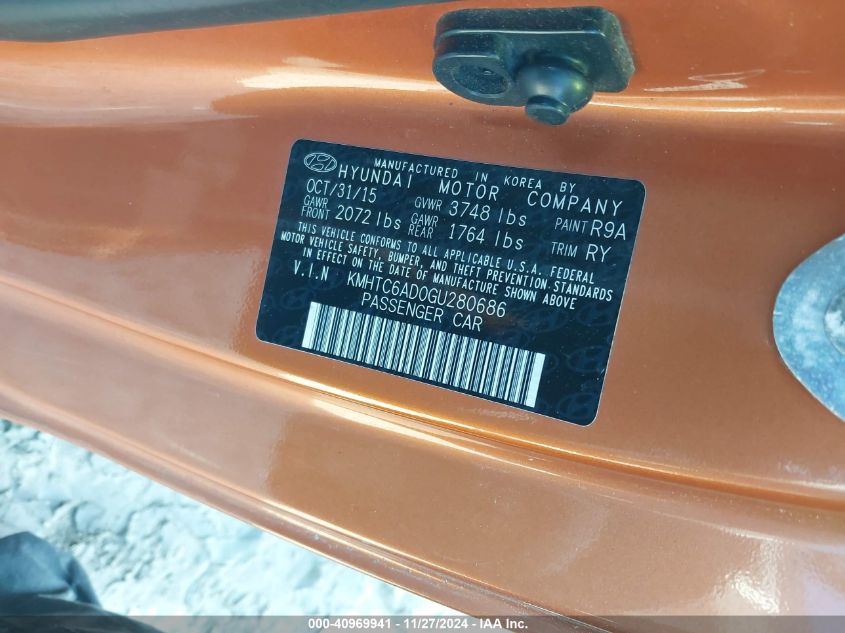 MANUFACTURED IN KOREA BY
HYUNDAI MOTOR COMPANY
OCT/31/15 GVWR 3748 lbs PAINT R9A
GAWR FRONT 2072 lbs GAWR REAR 1764 lbs TRIM RY
THIS VEHICLE CONFORMS TO ALL APPLICABLE U.S.A. FEDERAL
MOTOR VEHICLE SAFETY, BUMPER, AND THEFT PREVENTION STANDARDS
IN EFFECT ON THE DATE OF MANUFACTURE SHOWN ABOVE
V.I.N KMHTC6AD0GU280686
PASSENGER CAR
000-40969941 - 11/27/2024 - IAA Inc.